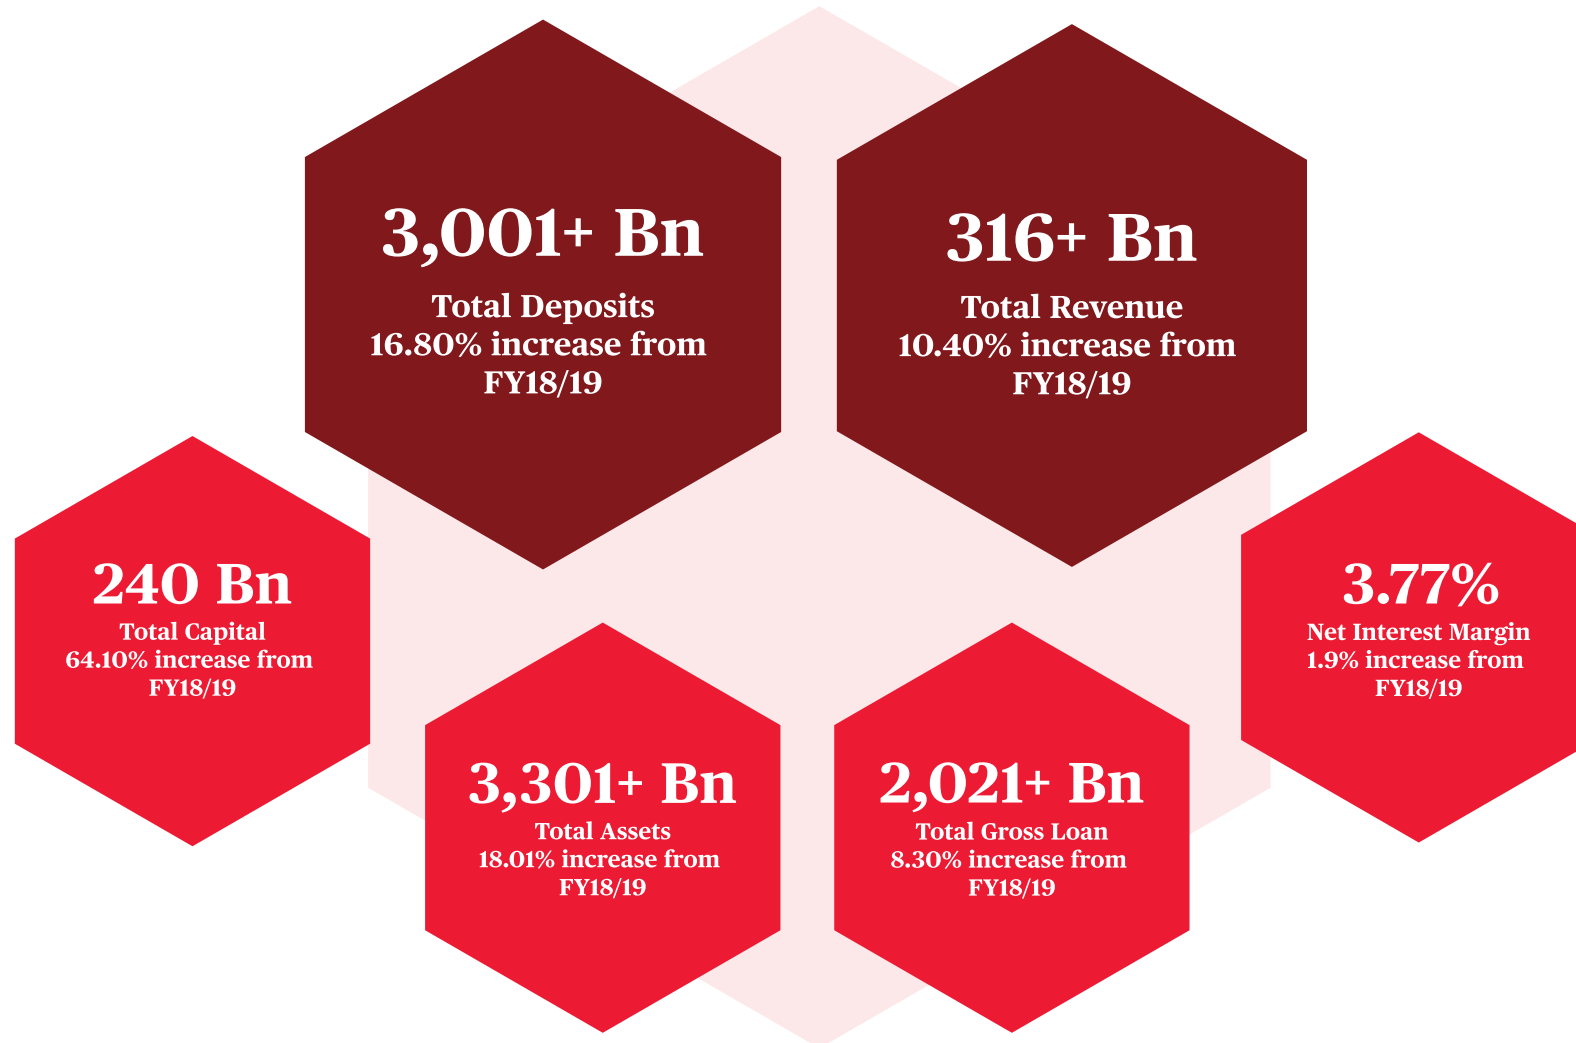 3,001+ Bn
Total Deposits
16.80% increase from
FY18/19
316+ Bn
Total Revenue
10.40% increase from
FY18/19
240 Bn
Total Capital
64.10% increase from
FY18/19
3.77%
Net Interest Margin
1.9% increase from
FY18/19
3,301+ Bn
Total Assets
18.01% increase from
FY18/19
2,021+ Bn
Total Gross Loan
8.30% increase from
FY18/19